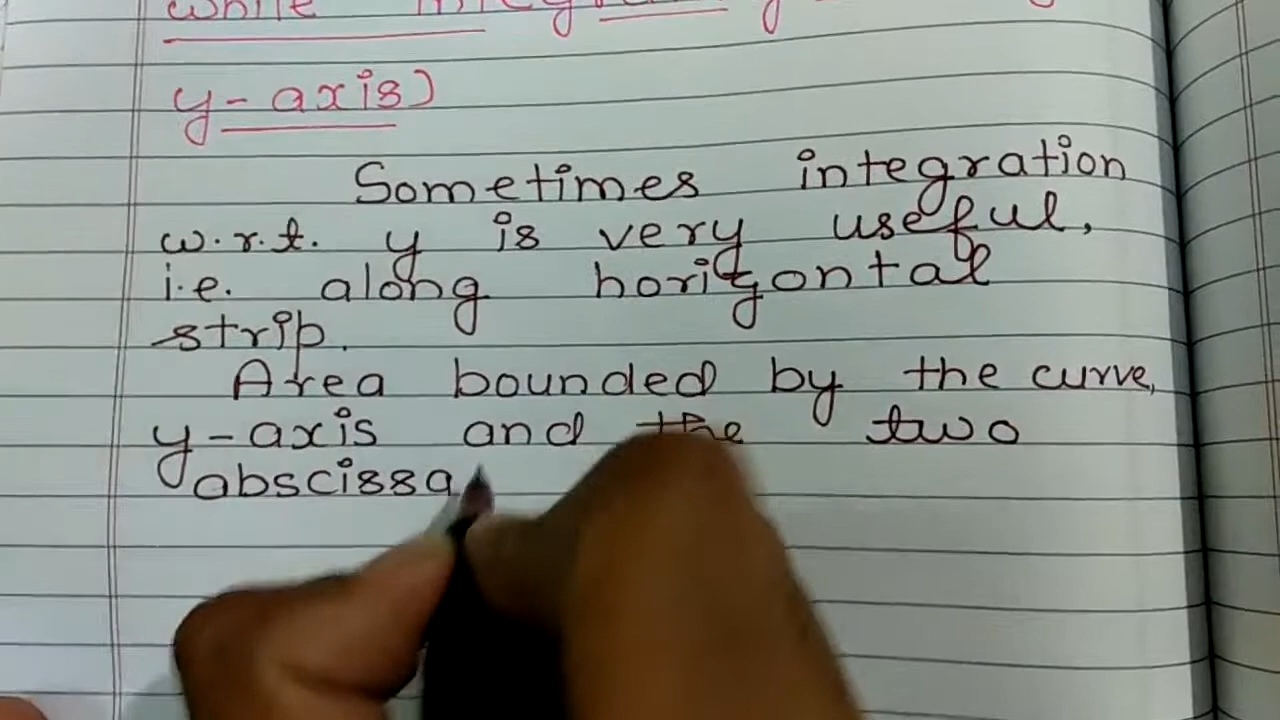 while
y-axis)
Sometimes integration
w.r.t. y is very useful,
i.e. along horizontal
strip.
Area bounded by the curve,
y-axis and the two
abscissa